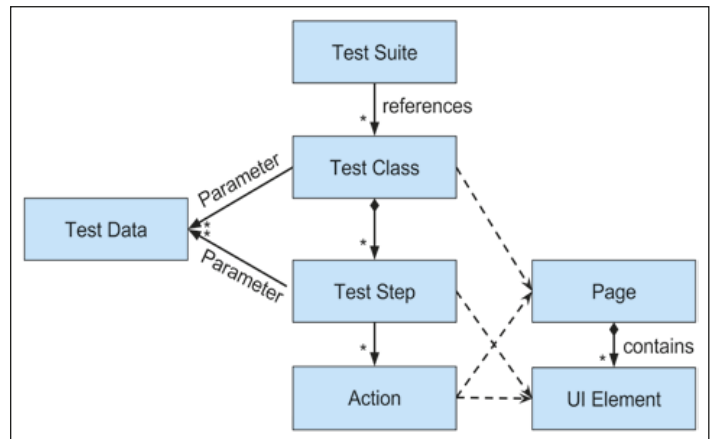 Test Suite
references
*
Test Class
Parameter
*
Test Data
*
Parameter
*
Test Step
Page
*
contains
*
Action
UI Element